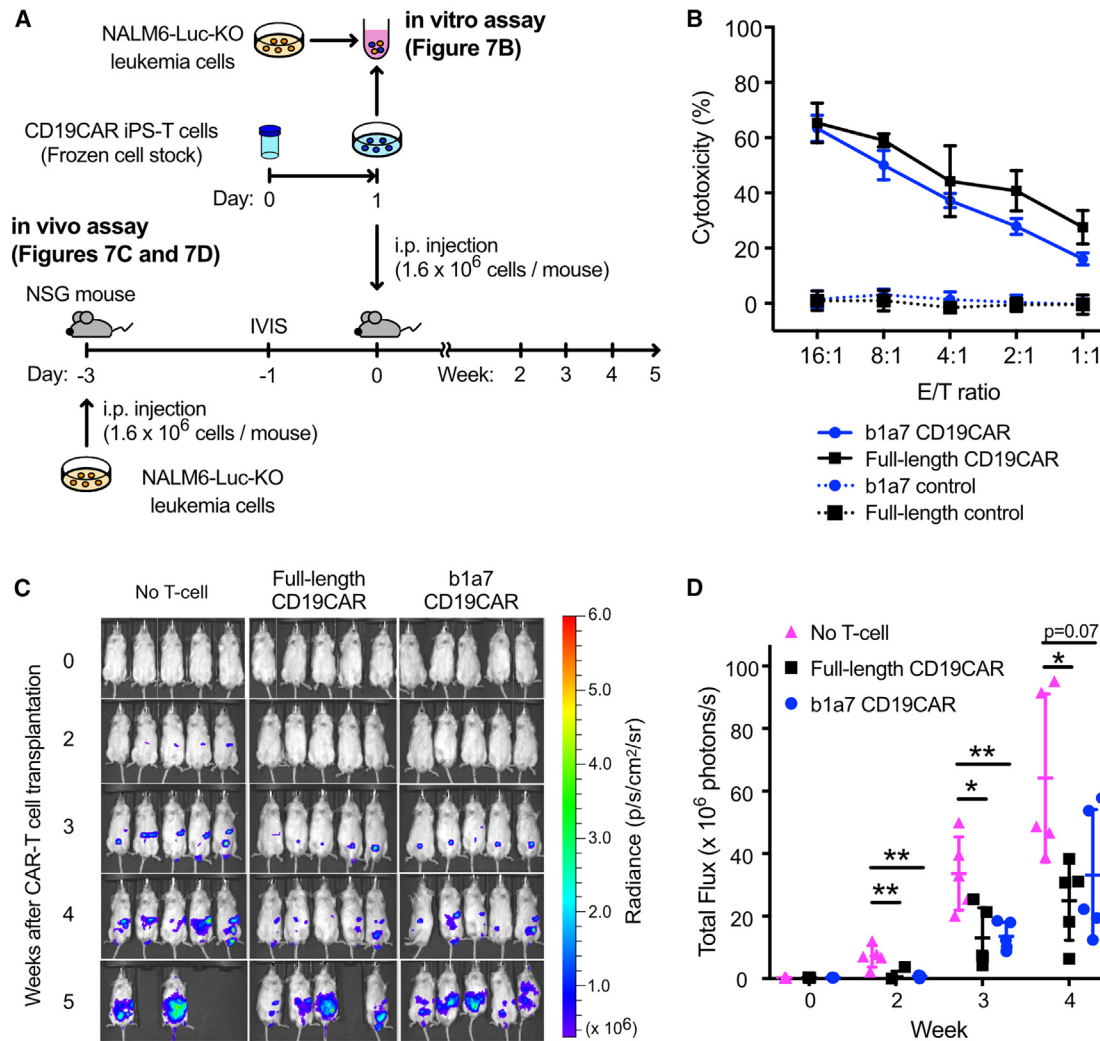 A
NALM6-Luc-KO
leukemia cells
in vitro assay
(Figure 7B)
CD19CAR iPS-T cells
(Frozen cell stock)
Day: 0 1
in vivo assay
(Figures 7C and 7D)
i.p. injection
(1.6 x 10⁶ cells / mouse)
NSG mouse
IVIS
Day: -3 -1 0 Week: 2 3 4 5
i.p. injection
(1.6 x 10⁶ cells / mouse)
NALM6-Luc-KO
leukemia cells
B
Cytotoxicity (%)
100
80
60
40
20
0
16:1 8:1 4:1 2:1 1:1
E/T ratio
b1a7 CD19CAR
Full-length CD19CAR
b1a7 control
Full-length control
C
No T-cell
Full-length
CD19CAR
b1a7
CD19CAR
Weeks after CAR-T cell transplantation
0
2
3
4
5
6.0
5.0
4.0
3.0
2.0
1.0
(x 10⁶)
Radiance (p/s/cm²/sr)
D
No T-cell
Full-length CD19CAR
b1a7 CD19CAR
Total Flux (x 10⁶ photons/s)
100
80
60
40
20
0
**
**
**
*
p=0.07
*
0 2 3 4
Week